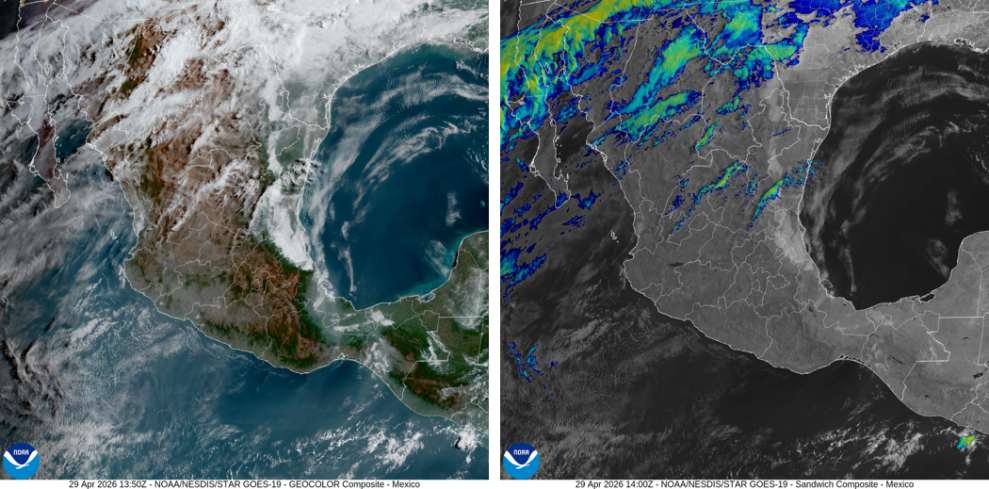 NOAA
29 Apr 2026 13:50Z - NOAA/NESDIS/STAR GOES-19 - GEOCOLOR Composite - Mexico
NOAA
29 Apr 2026 14:00Z - NOAA/NESDIS/STAR GOES-19 - Sandwich Composite - Mexico